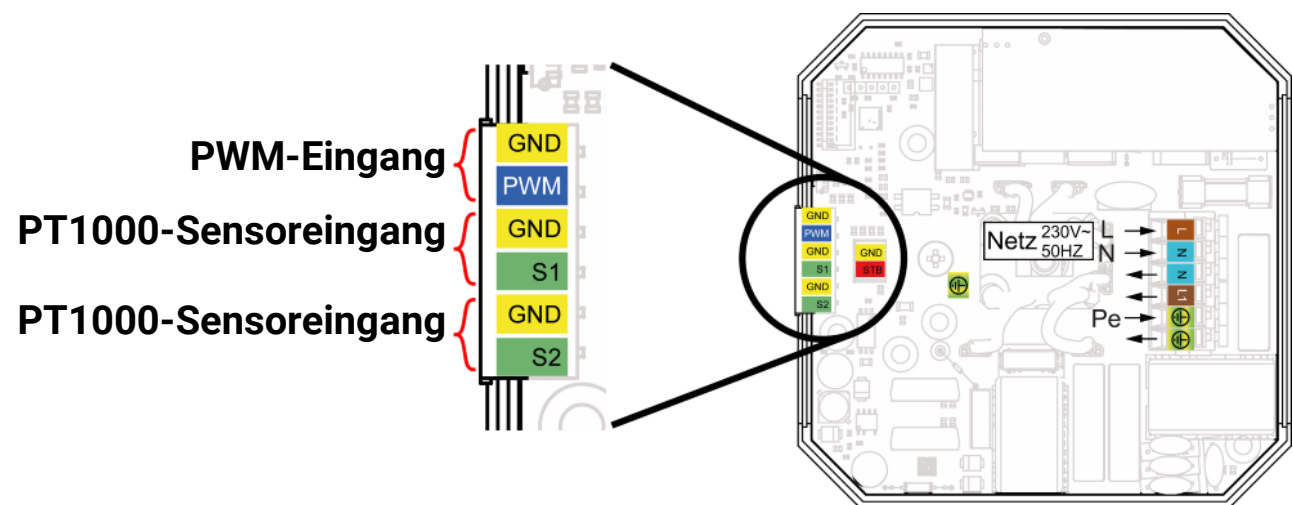 PWM-Eingang
PT1000-Sensoreingang
PT1000-Sensoreingang
GND
PWM
GND
S1
GND
S2
GND
PWM
GND
S1
GND
S2
GND
STB
Netz 230V~
50HZ
L
N
Pe
L
N
N
L1